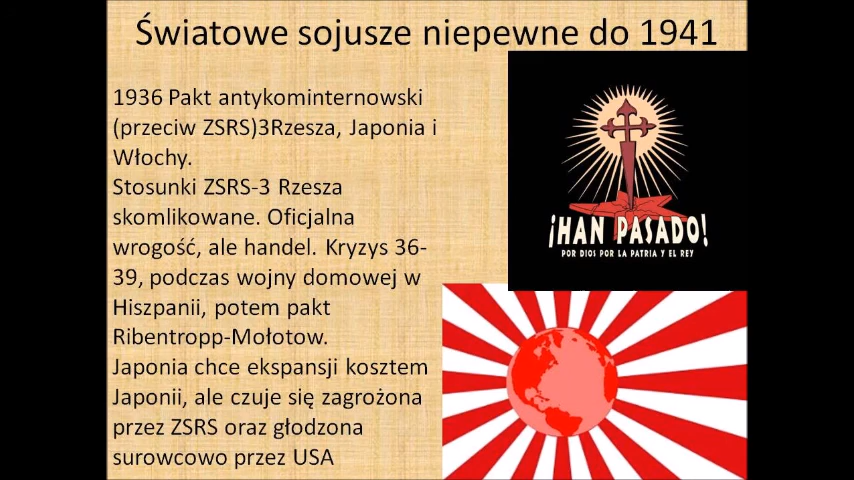 Światowe sojusze niepewne do 1941
1936 Pakt antykominternowski
(przeciw ZSRS)3Rzesza, Japonia i
Włochy.
Stosunki ZSRS-3 Rzesza
skomlikowane. Oficjalna
wrogość, ale handel. Kryzys 36-
39, podczas wojny domowej w
Hiszpanii, potem pakt
Ribentropp-Mołotow.
Japonia chce ekspansji kosztem
Japonii, ale czuje się zagrożona
przez ZSRS oraz głodzona
surowcowo przez USA
¡HAN PASADO!
POR DIOS POR LA PATRIA Y EL REY